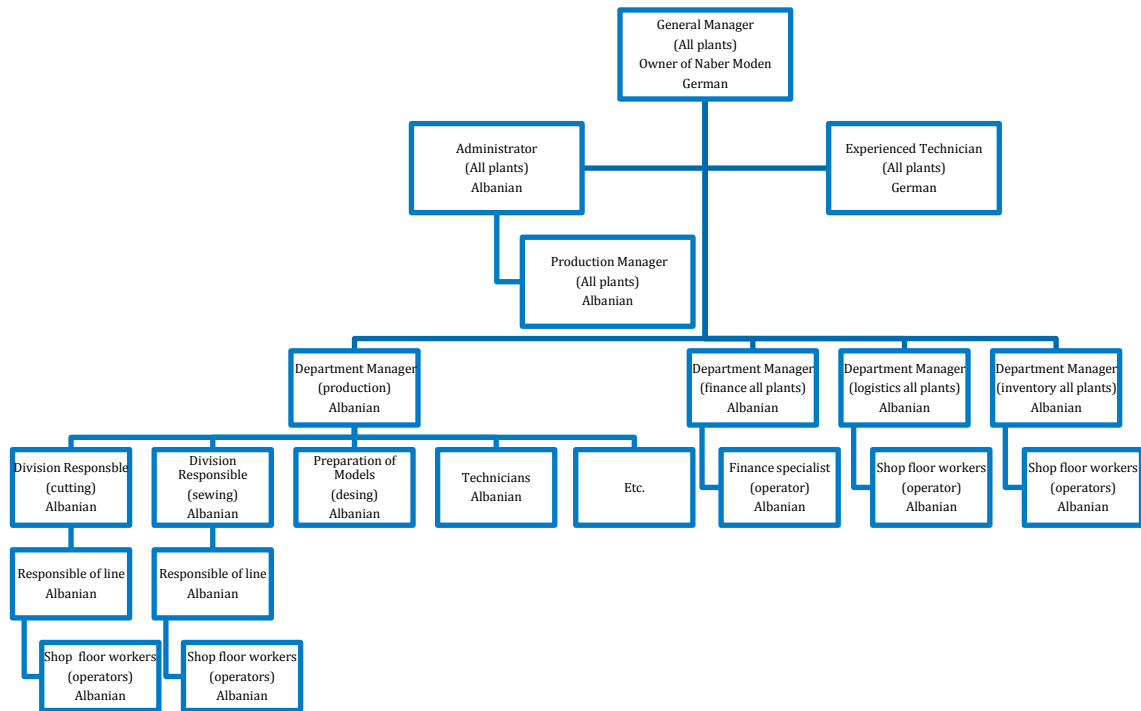 General Manager
(All plants)
Owner of Naber Moden
German
Administrator
(All plants)
Albanian
Experienced Technician
(All plants)
German
Production Manager
(All plants)
Albanian
Department Manager
(production)
Albanian
Department Manager
(finance all plants)
Albanian
Department Manager
(logistics all plants)
Albanian
Department Manager
(inventory all plants)
Albanian
Division Responsble
(cutting)
Albanian
Division
Responsible
(sewing)
Albanian
Preparation of
Models
(desing)
Albanian
Technicians
Albanian
Etc.
Finance specialist
(operator)
Albanian
Shop floor workers
(operator)
Albanian
Shop floor workers
(operators)
Albanian
Responsible of line
Albanian
Responsible of line
Albanian
Shop floor workers
(operators)
Albanian
Shop floor workers
(operators)
Albanian